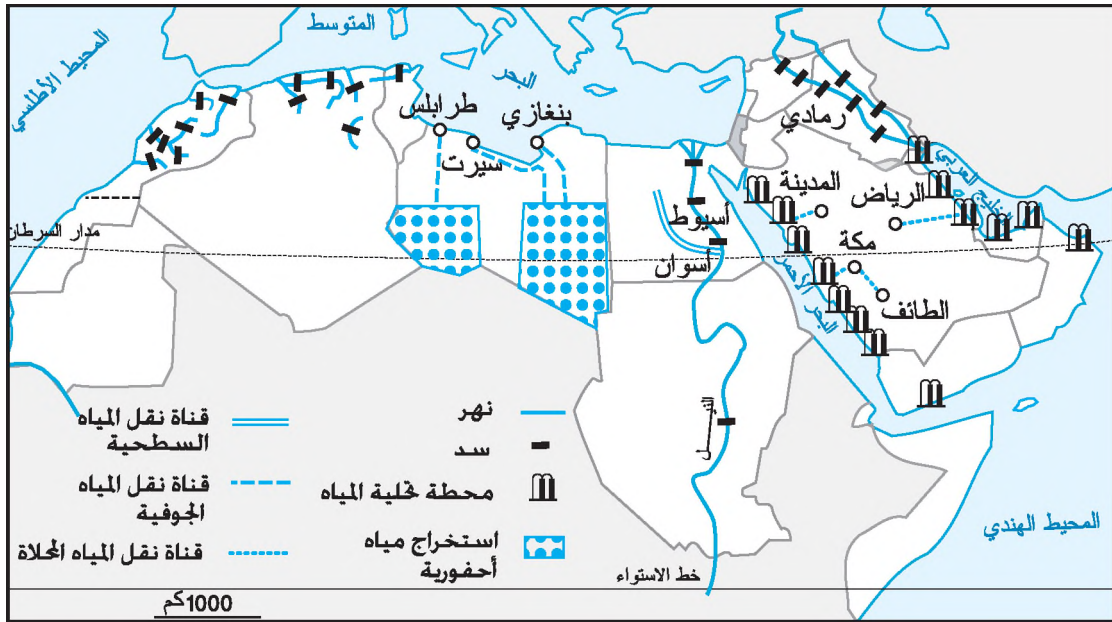 المتوسط
البحر
المحيط الأطلسي
طرابلس
بنغازي
سيرت
رمادي
الخليج العربي
المدينة
الرياض
أسيوط
مكة
أسوان
الطائف
البحر الأحمر
مدار السرطان
النيل
المحيط الهندي
خط الاستواء
نهر
سد
محطة تحلية المياه
استخراج مياه
أحفورية
قناة نقل المياه
السطحية
قناة نقل المياه
الجوفية
قناة نقل المياه المحلاة
1000كم